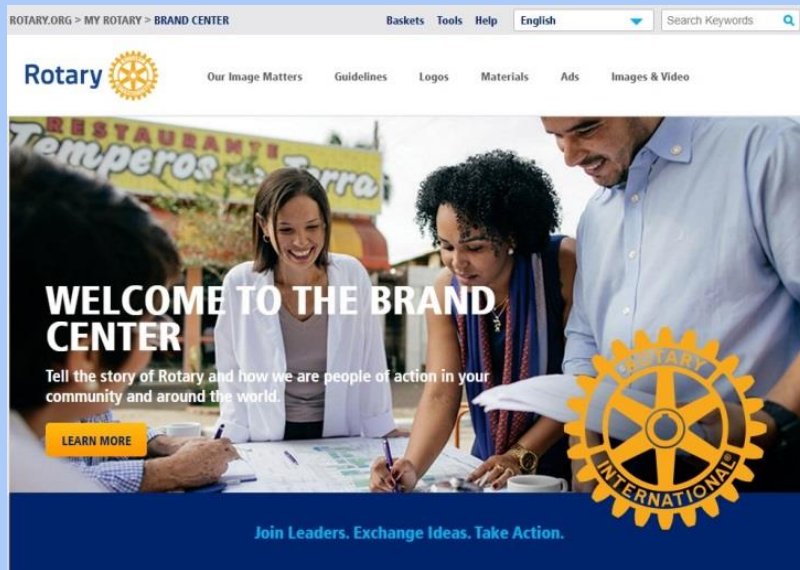 ROTARY.ORG > MY ROTARY > BRAND CENTER
Baskets Tools Help English Search Keywords
Rotary
Our Image Matters Guidelines Logos Materials Ads Images & Video
RESTAURANTE
Temperos
WELCOME TO THE BRAND
CENTER
Tell the story of Rotary and how we are people of action in your
community and around the world.
LEARN MORE
ROTARY
INTERNATIONAL
Join Leaders. Exchange Ideas. Take Action.